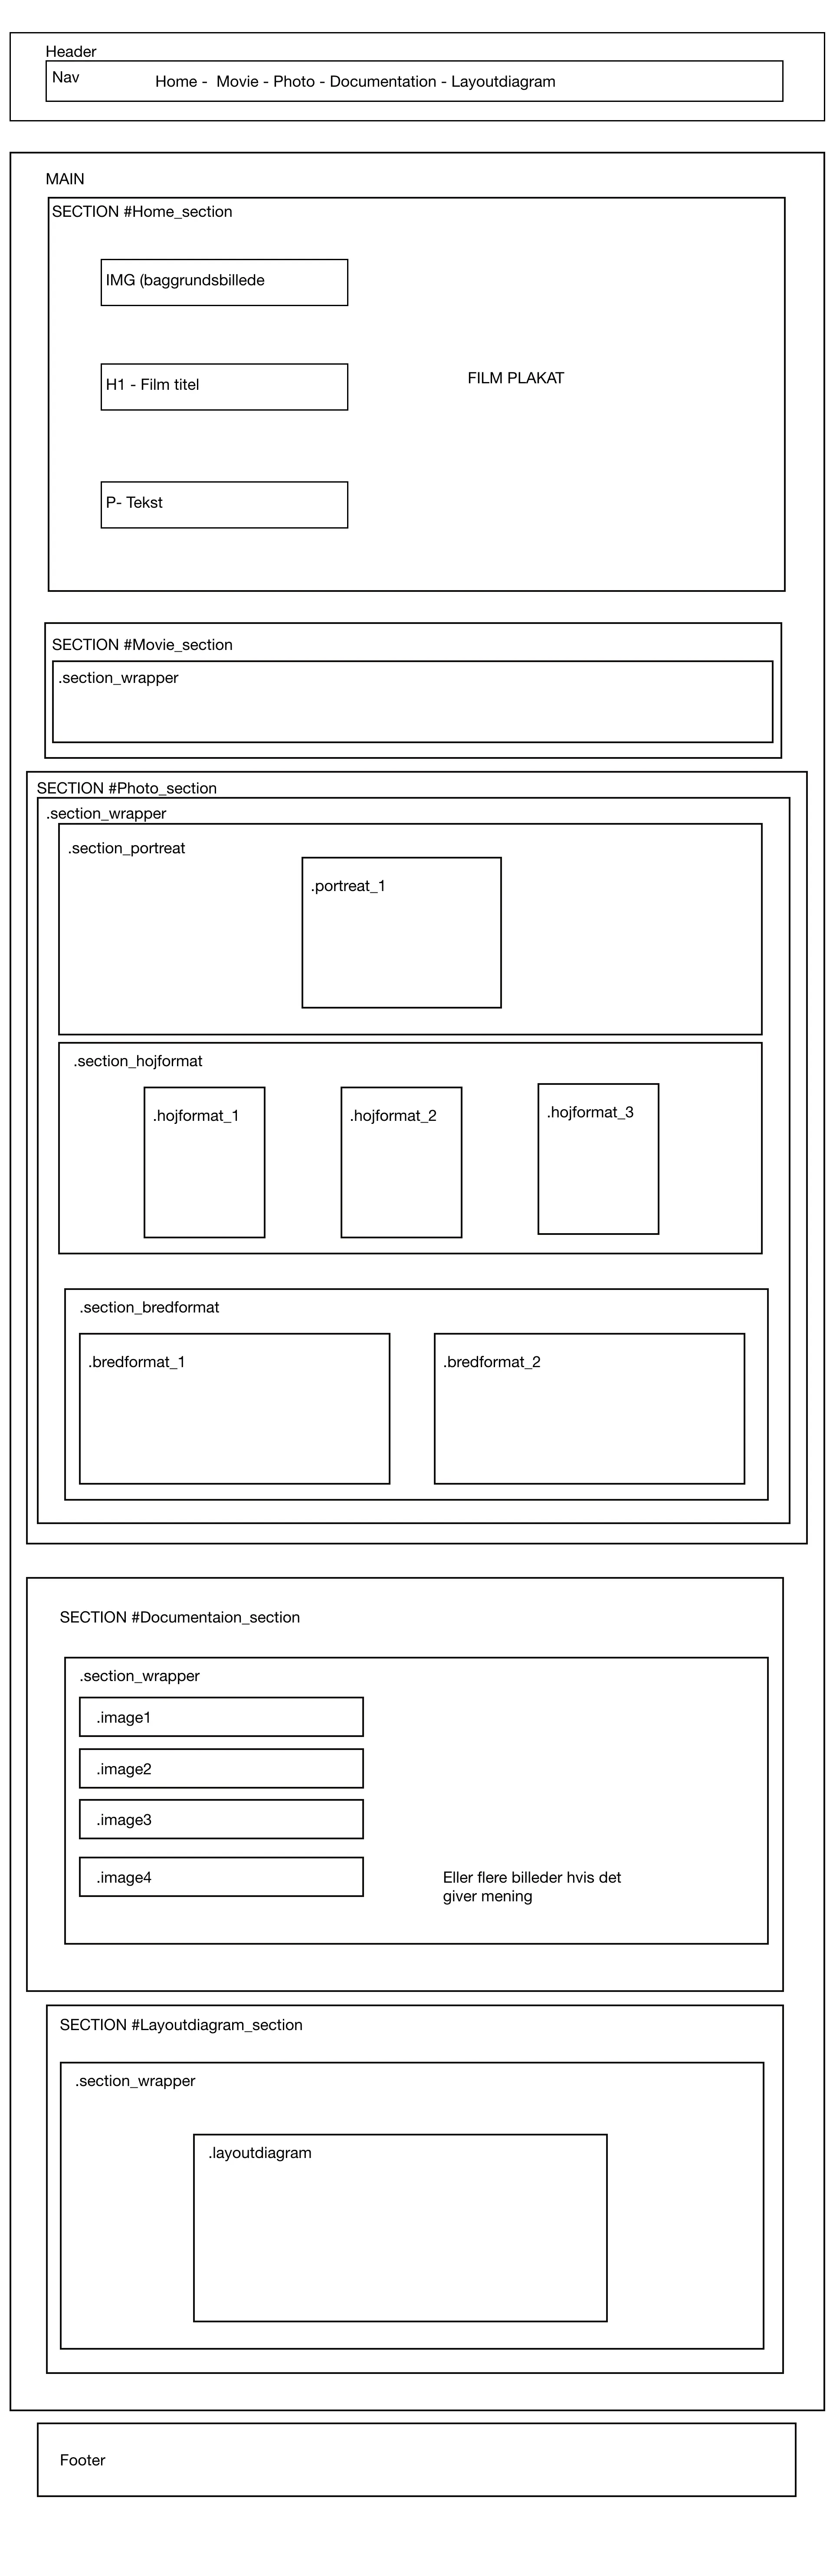 Header
Nav
Home -  Movie - Photo - Documentation - Layoutdiagram
MAIN
SECTION #Home_section
IMG (baggrundsbillede
H1 - Film titel
FILM PLAKAT
P- Tekst
SECTION #Movie_section
.section_wrapper
SECTION #Photo_section
.section_wrapper
.section_portreat
.portreat_1
.section_hojformat
.hojformat_1
.hojformat_2
.hojformat_3
.section_bredformat
.bredformat_1
.bredformat_2
SECTION #Documentaion_section
.section_wrapper
.image1
.image2
.image3
.image4
Eller flere billeder hvis det
giver mening
SECTION #Layoutdiagram_section
.section_wrapper
.layoutdiagram
Footer